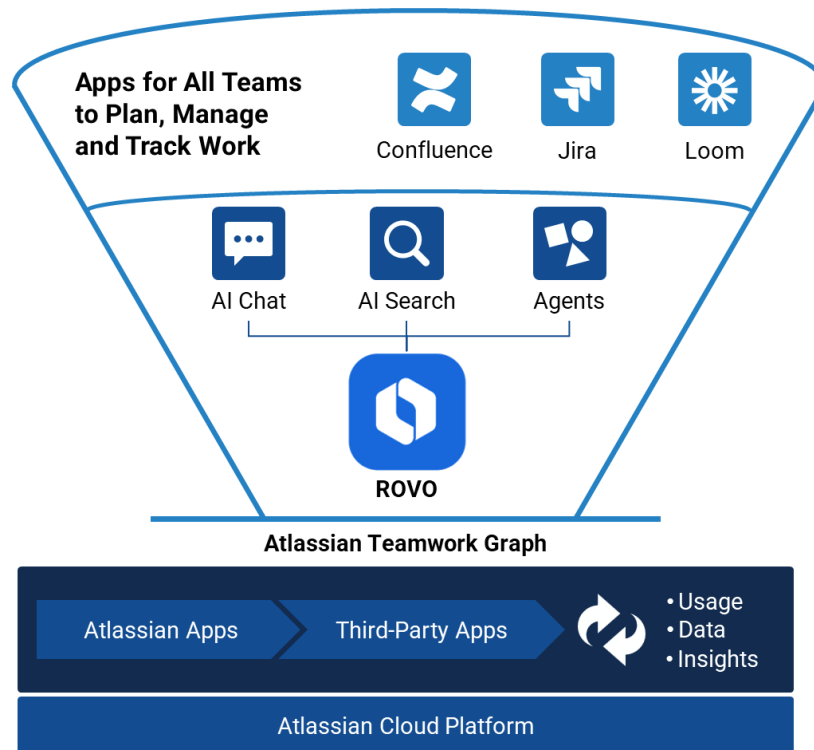 Apps for All Teams
to Plan, Manage
and Track Work
Confluence
Jira
Loom
AI Chat
AI Search
Agents
ROVO
Atlassian Teamwork Graph
Atlassian Apps
Third-Party Apps
• Usage
• Data
• Insights
Atlassian Cloud Platform